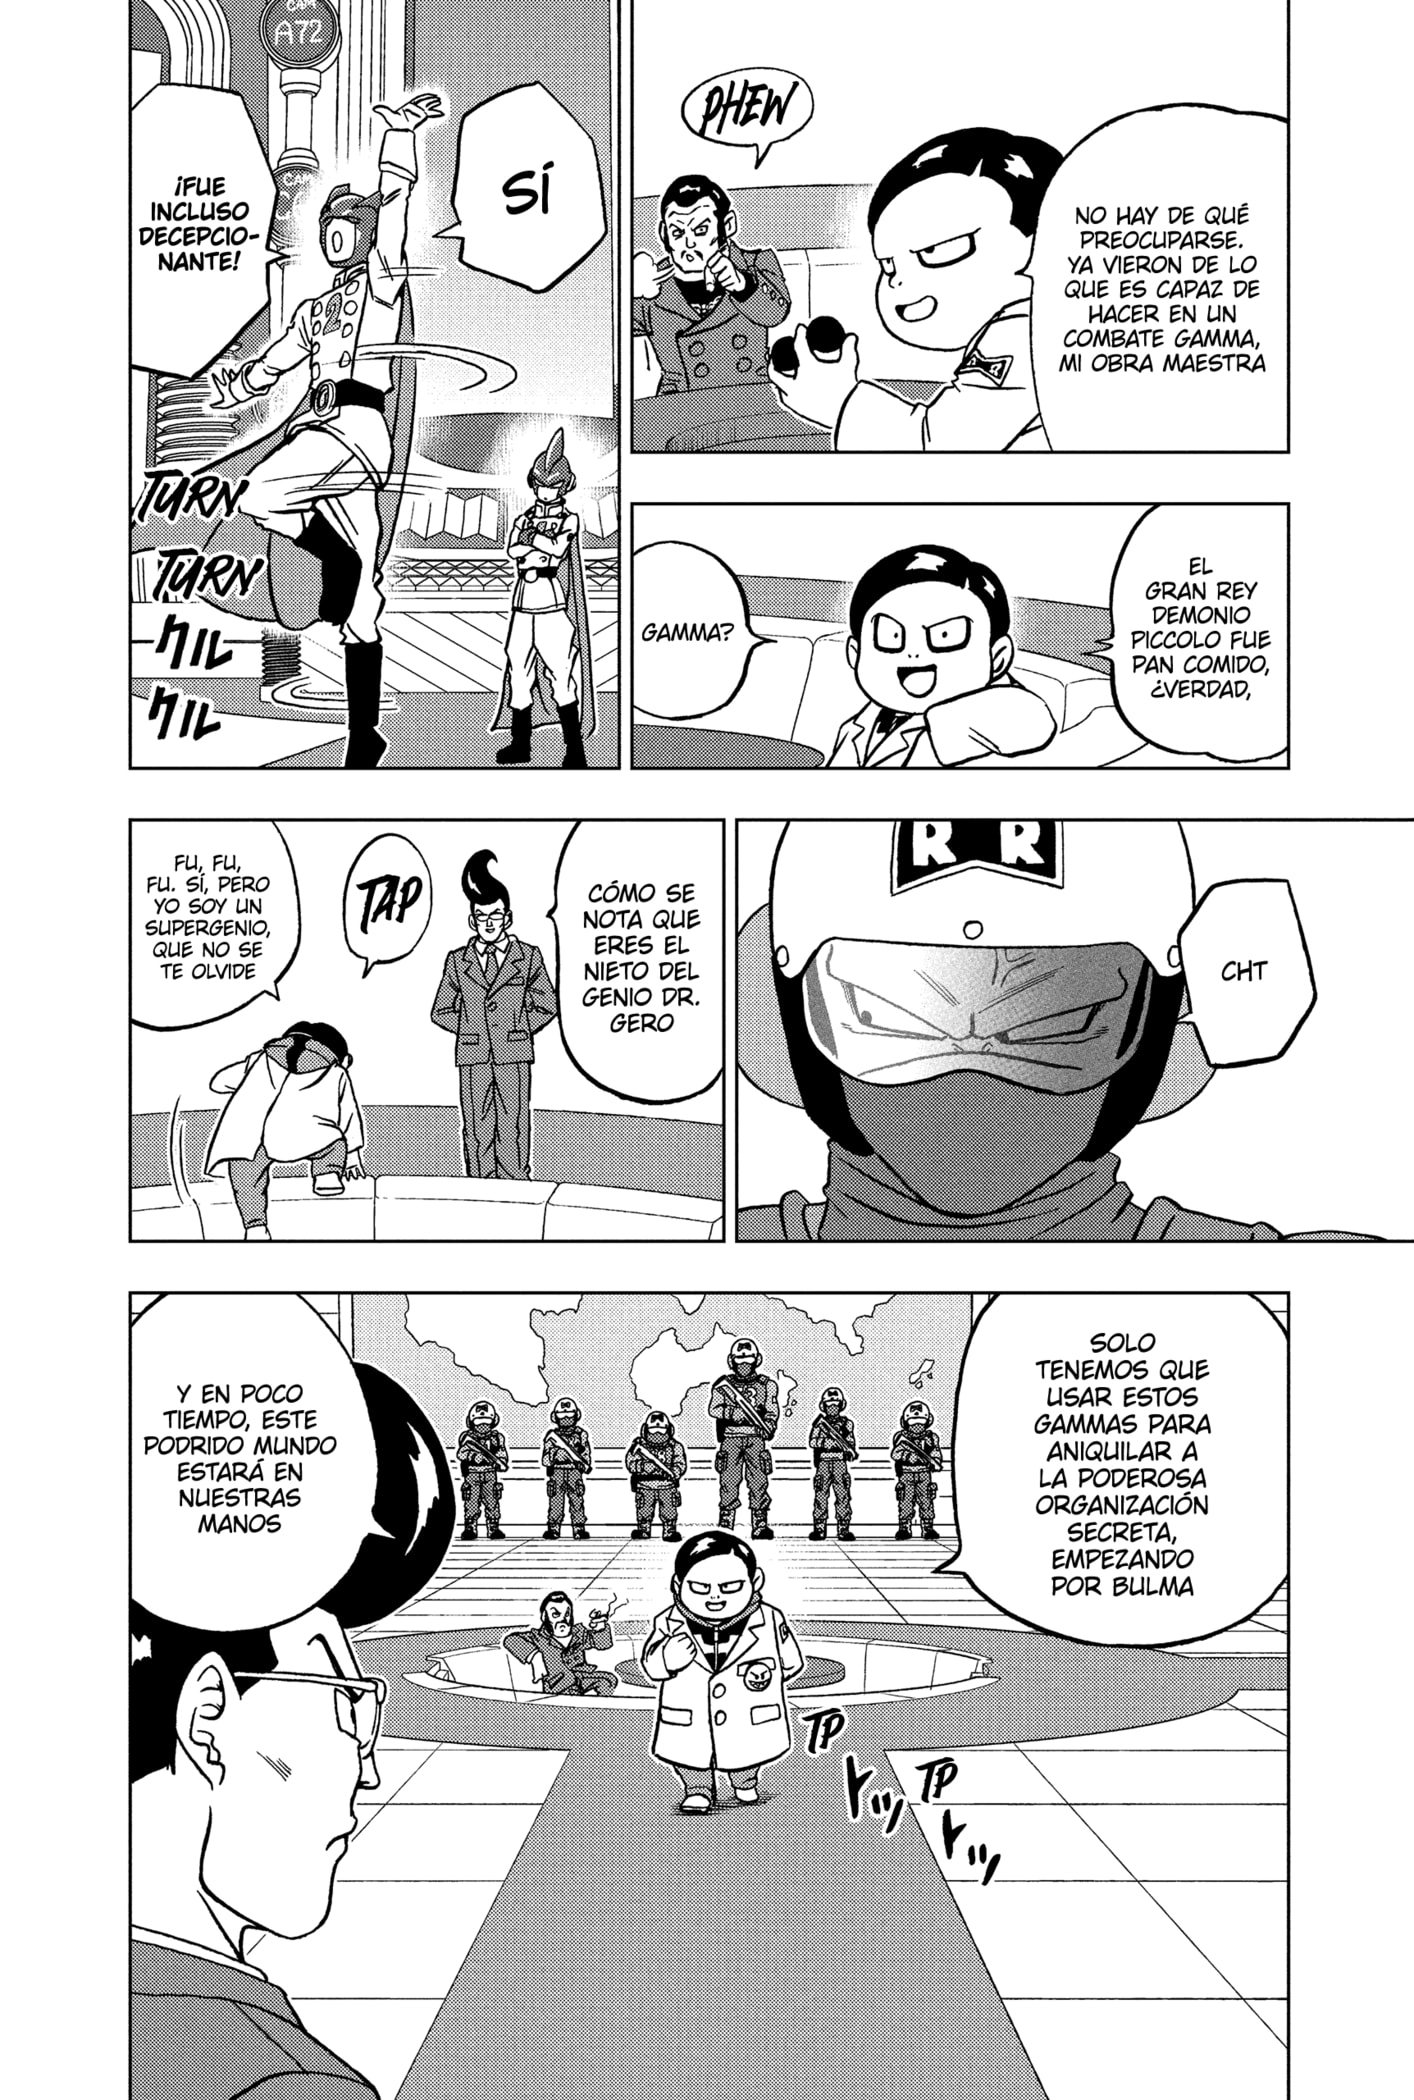 PHEW
NO HAY DE QUÉ
PREOCUPARSE.
YA VIERON DE LO
QUE ES CAPAZ DE
HACER EN UN
COMBATE GAMMA,
MI OBRA MAESTRA
EL
GRAN REY
DEMONIO
PICCOLO FUE
PAN COMIDO,
¿VERDAD,
GAMMA?
CAM
A72
CAM
SÍ
¡FUE
INCLUSO
DECEPCIO-
NANTE!
2
TURN
TURN
クル
クル
R R
CHT
CÓMO SE
NOTA QUE
ERES EL
NIETO DEL
GENIO DR.
GERO
TAP
FU, FU,
FU. SÍ, PERO
YO SOY UN
SUPERGENIO,
QUE NO SE
TE OLVIDE
SOLO
TENEMOS QUE
USAR ESTOS
GAMMAS PARA
ANIQUILAR A
LA PODEROSA
ORGANIZACIÓN
SECRETA,
EMPEZANDO
POR BULMA
Y EN POCO
TIEMPO, ESTE
PODRIDO MUNDO
ESTARÁ EN
NUESTRAS
MANOS
TP
トッ
TP
トッ